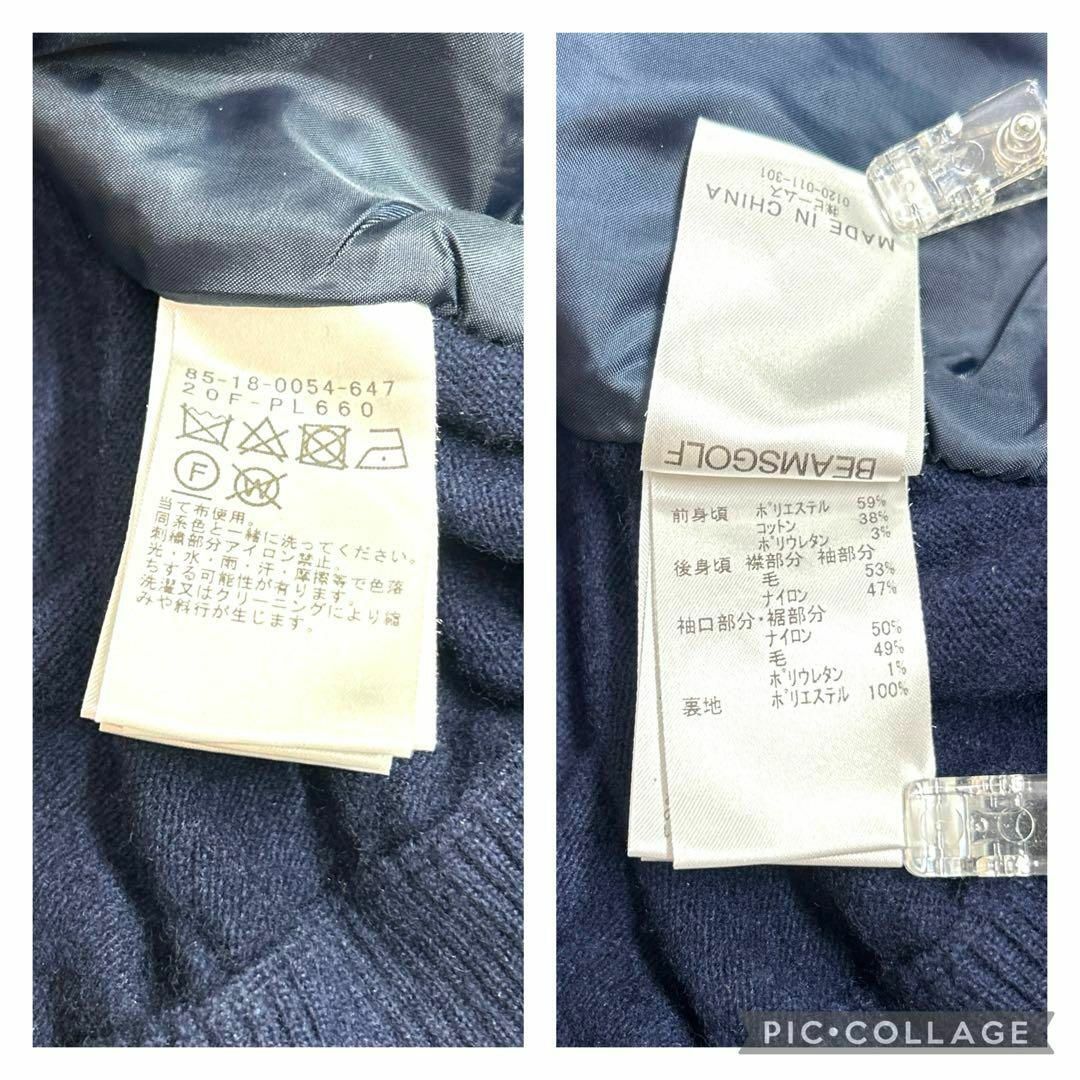 85-18-0054-647
20F-PL660
F
W
当て布使用。
同系色と一緒に洗ってください。
刺繍部分アイロン禁止。
光・水・雨・汗・摩擦等で色落
ちする可能性が有ります。
洗濯又はクリーニングにより縮
みや料行が生じます。
MADE IN CHINA
㈱ビームス
0120-011-301
BEAMSGOLF
前身頃 ポリエステル 59%
コットン 38%
ポリウレタン 3%
後身頃 襟部分 袖部分
毛 53%
ナイロン 47%
袖口部分・裾部分
ナイロン 50%
毛 49%
ポリウレタン 1%
裏地 ポリエステル 100%
PIC•COLLAGE